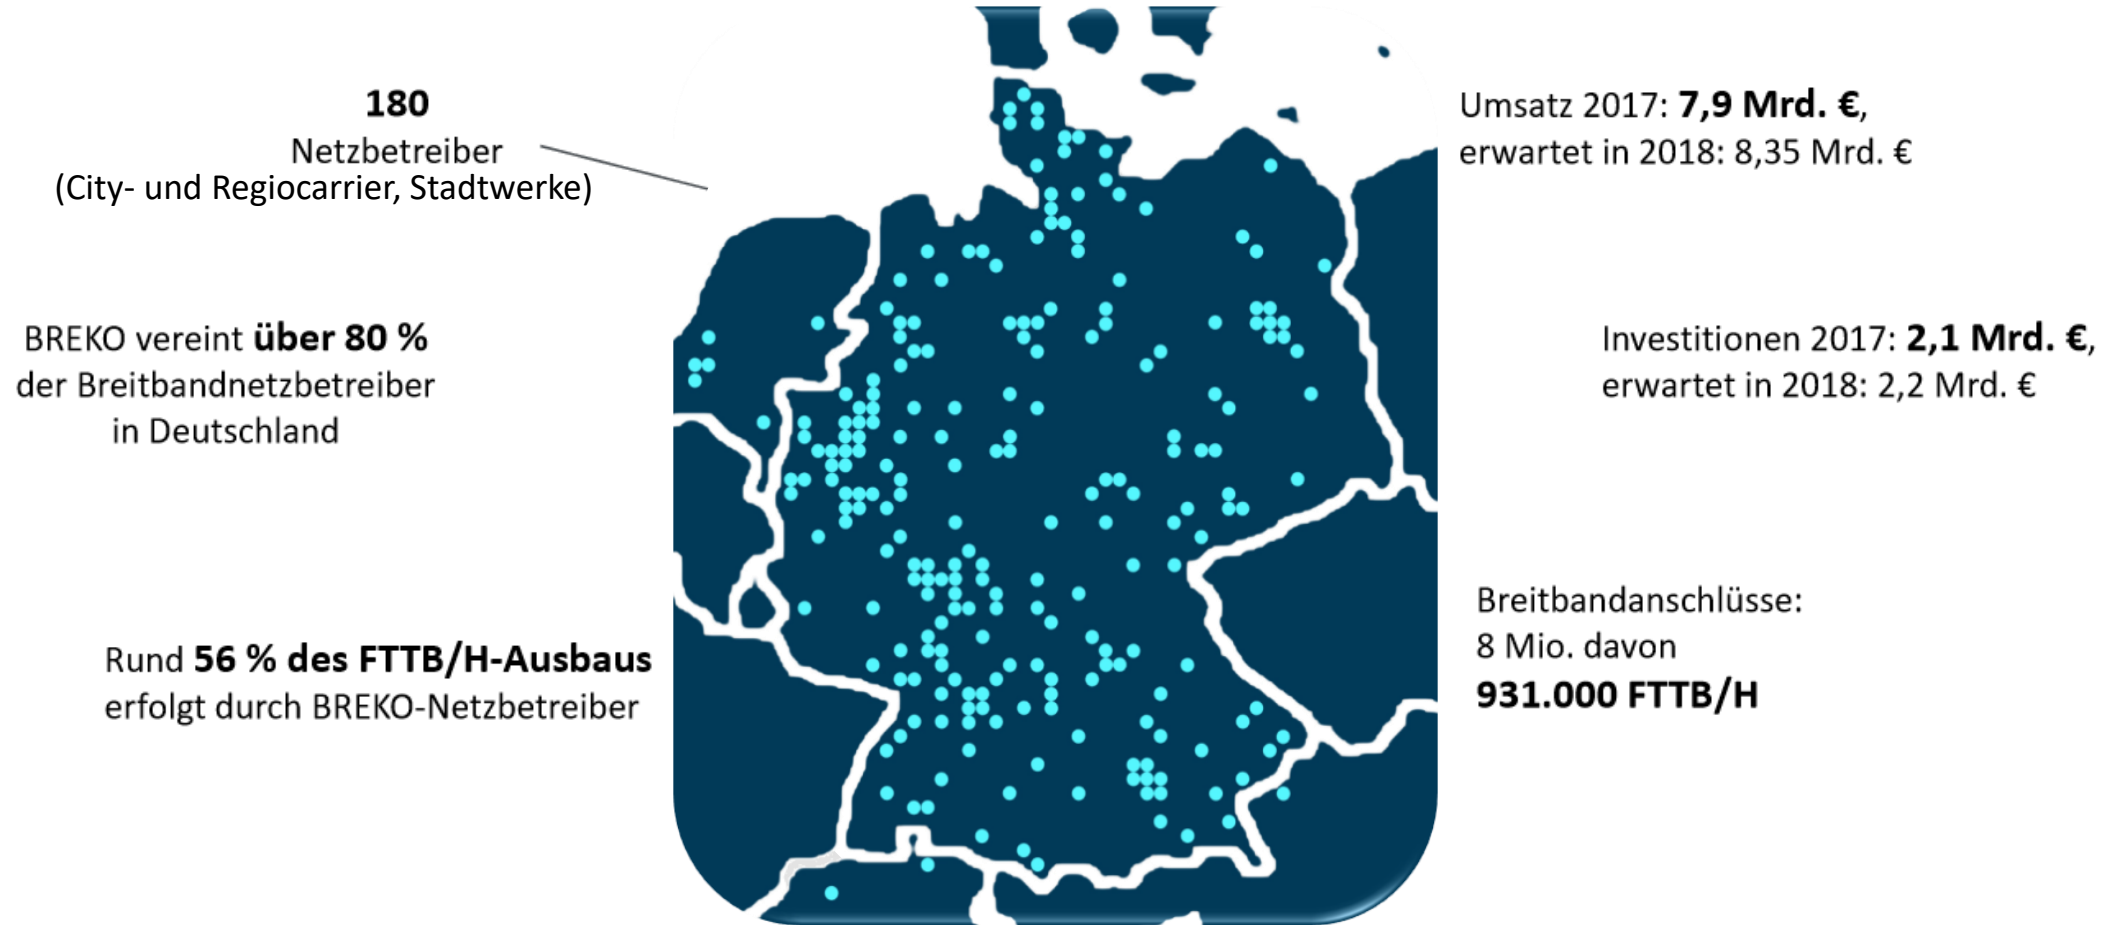 180
Netzbetreiber
(City- und Regiocarrier, Stadtwerke)
BREKO vereint über 80 %
der Breitbandnetzbetreiber
in Deutschland
Rund 56 % des FTTB/H-Ausbaus
erfolgt durch BREKO-Netzbetreiber
Umsatz 2017: 7,9 Mrd. €,
erwartet in 2018: 8,35 Mrd. €
Investitionen 2017: 2,1 Mrd. €,
erwartet in 2018: 2,2 Mrd. €
Breitbandanschlüsse:
8 Mio. davon
931.000 FTTB/H